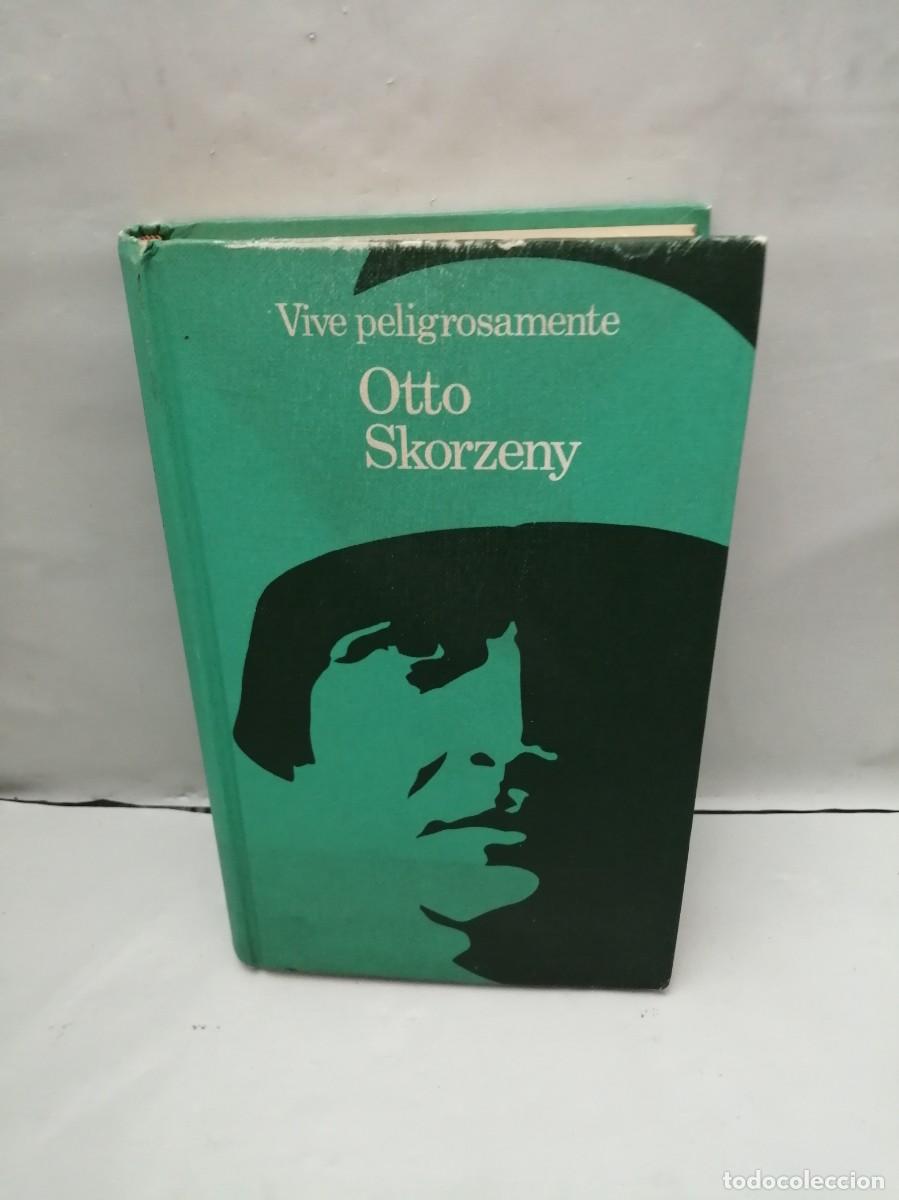 Vive peligrosamente
Otto
Skorzeny
todocoleccion